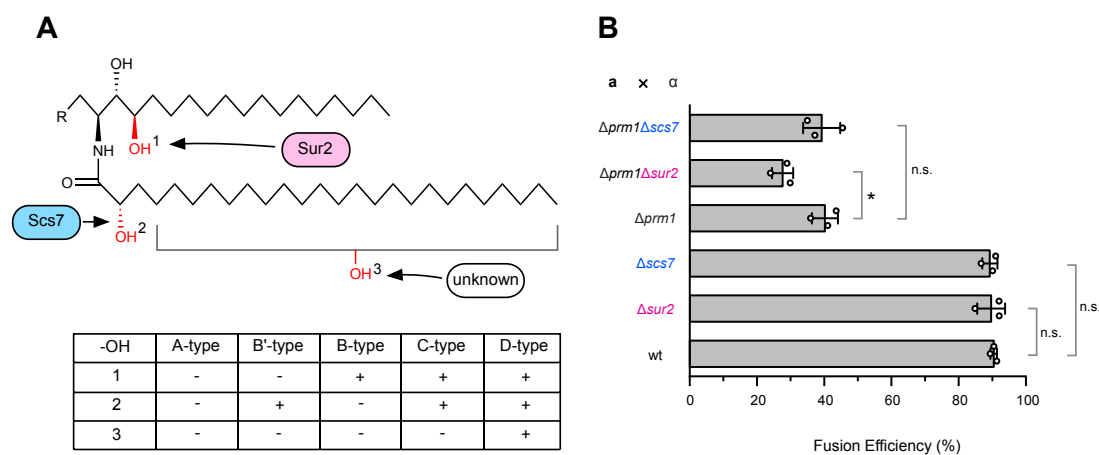 A
OH
R
OH 1
Sur2
NH
O
Scs7
OH 2
OH 3
unknown
-OH A-type B'-type B-type C-type D-type
1 - - + + +
2 - + - + +
3 - - - - +
B
a × α
Δprm1Δscs7
Δprm1Δsur2
Δprm1
Δscs7
Δsur2
wt
n.s.
*
n.s.
n.s.
0 20 40 60 80 100
Fusion Efficiency (%)